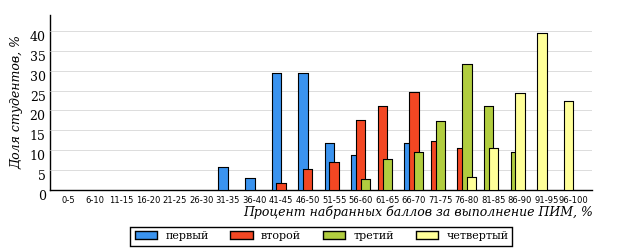 Доля студентов, %
40
35
30
25
20
15
10
5
0
0-5 6-10 11-15 16-20 21-25 26-30 31-35 36-40 41-45 46-50 51-55 56-60 61-65 66-70 71-75 76-80 81-85 86-90 91-95 96-100
Процент набранных баллов за выполнение ПИМ, %
первый второй третий четвертый